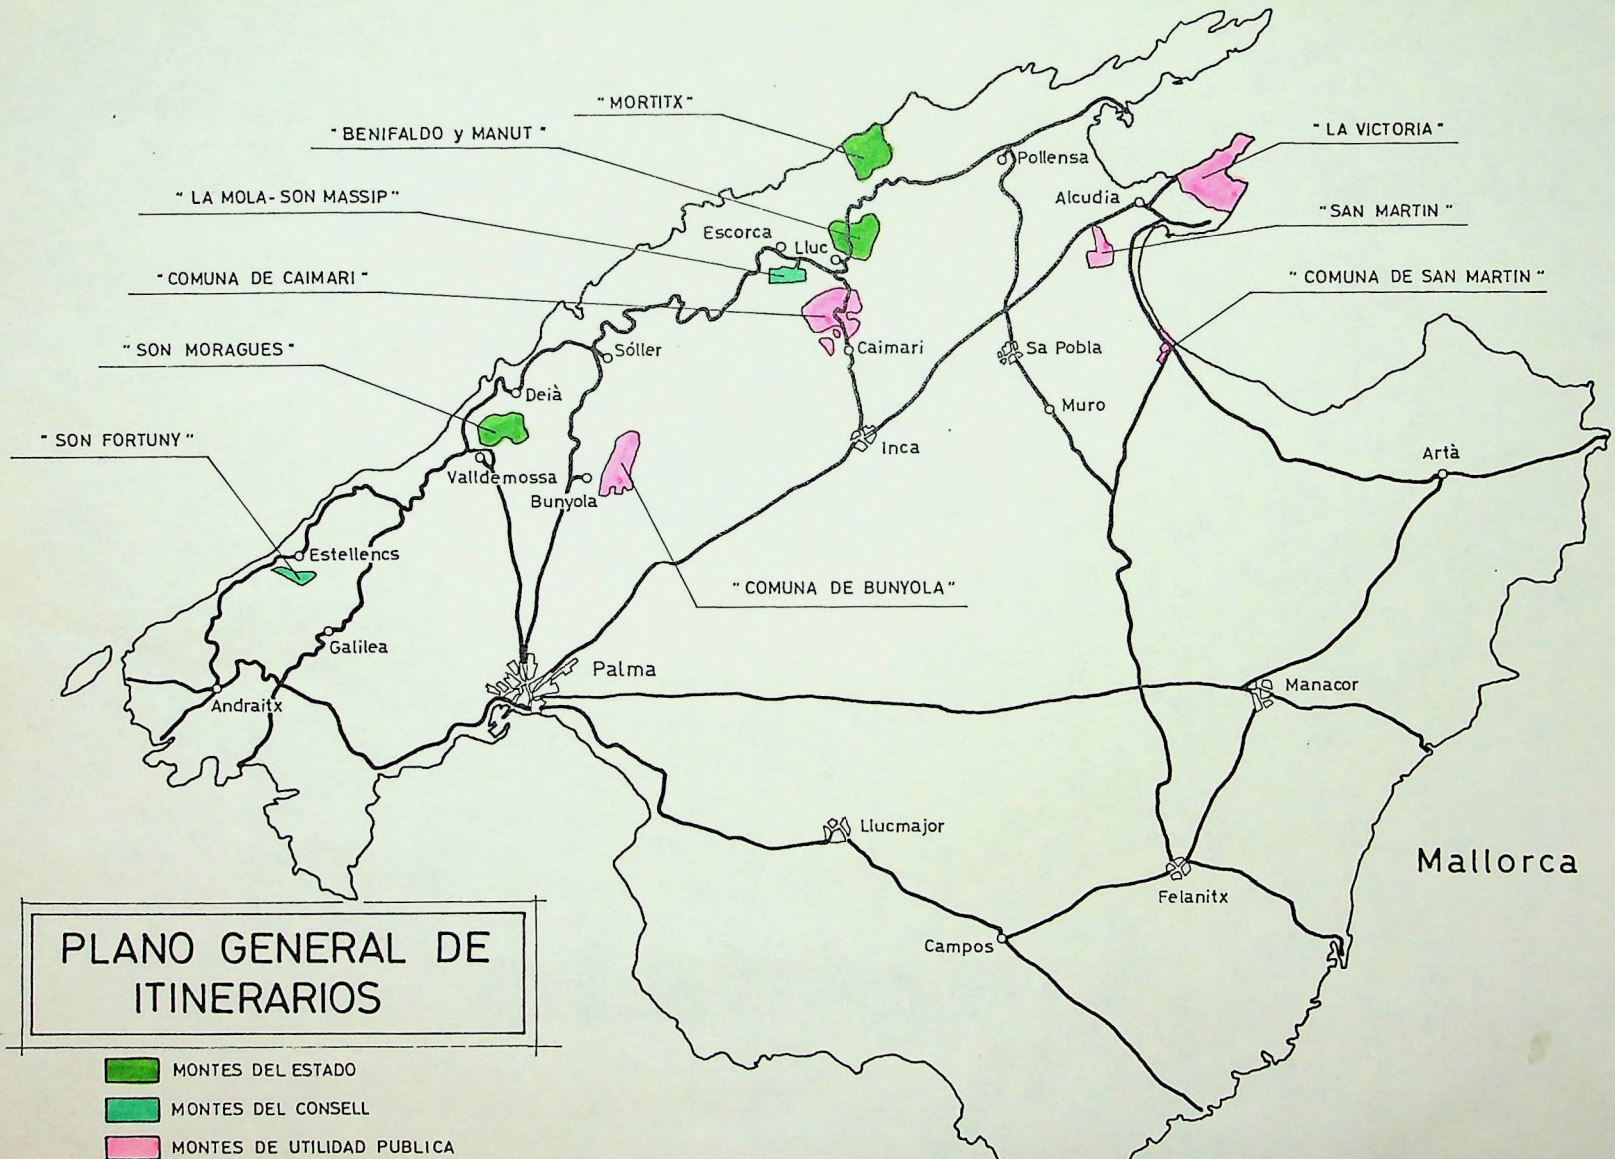 "MORTITX"
"BENIFALDO y MANUT"
"LA VICTORIA"
Pollensa
"LA MOLA-SON MASSIP"
Alcudia
"SAN MARTIN"
Escorca
Lluc
"COMUNA DE CAIMARI"
"COMUNA DE SAN MARTIN"
"SON MORAGUES"
Sóller
Caimari
Sa Pobla
Deià
Muro
"SON FORTUNY"
Inca
Artà
Valldemossa
Bunyola
Estellencs
"COMUNA DE BUNYOLA"
Galilea
Palma
Manacor
Andraitx
Llucmajor
Mallorca
Felanitx
Campos
PLANO GENERAL DE
ITINERARIOS
MONTES DEL ESTADO
MONTES DEL CONSELL
MONTES DE UTILIDAD PUBLICA